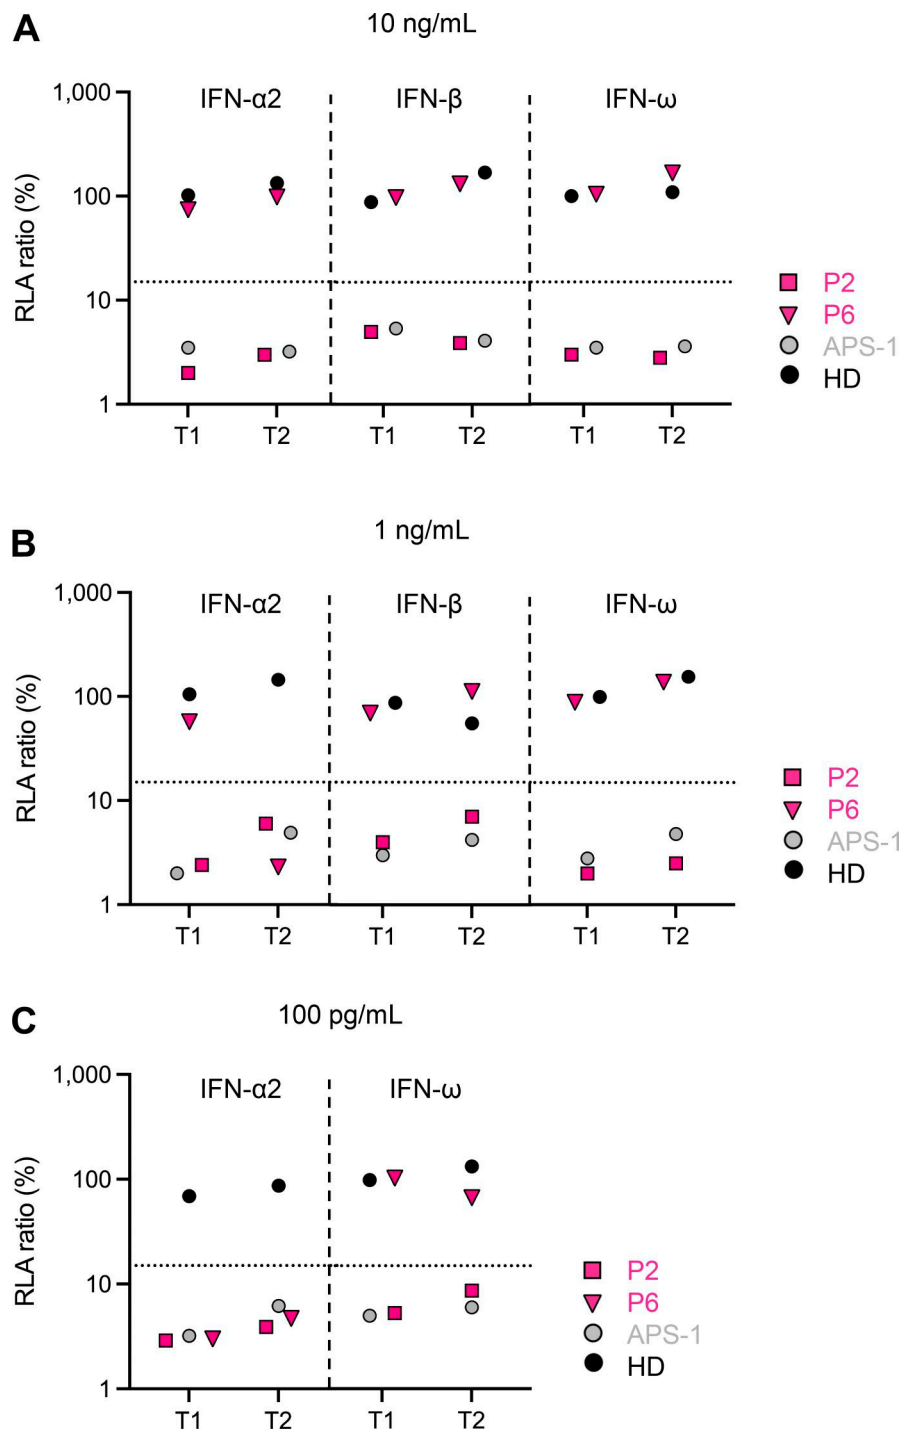 A
10 ng/mL
1,000
IFN-α2
IFN-β
IFN-ω
100
10
1
RLA ratio (%)
T1
T2
T1
T2
T1
T2
P2
P6
APS-1
HD
B
1 ng/mL
1,000
IFN-α2
IFN-β
IFN-ω
100
10
1
RLA ratio (%)
T1
T2
T1
T2
T1
T2
P2
P6
APS-1
HD
C
100 pg/mL
1,000
IFN-α2
IFN-ω
100
10
1
RLA ratio (%)
T1
T2
T1
T2
P2
P6
APS-1
HD